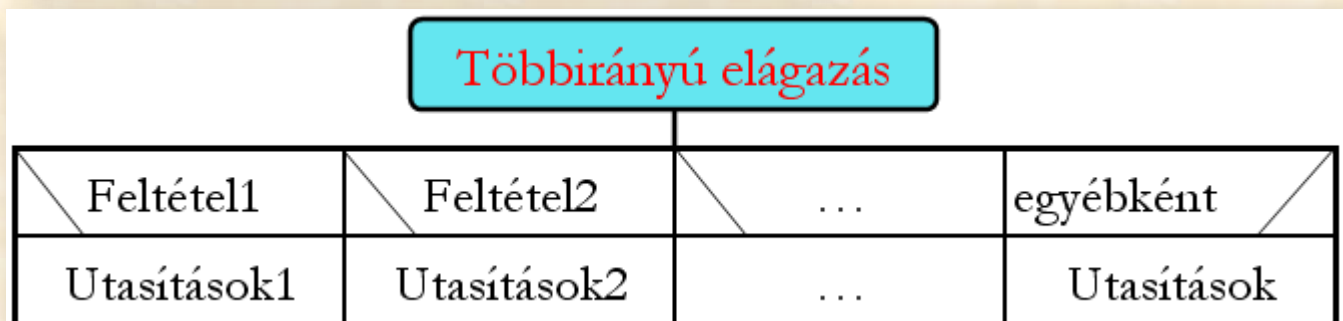 Többirányú elágazás
Feltétel1 Feltétel2 ... egyébként
Utasítások1 Utasítások2 ... Utasítások